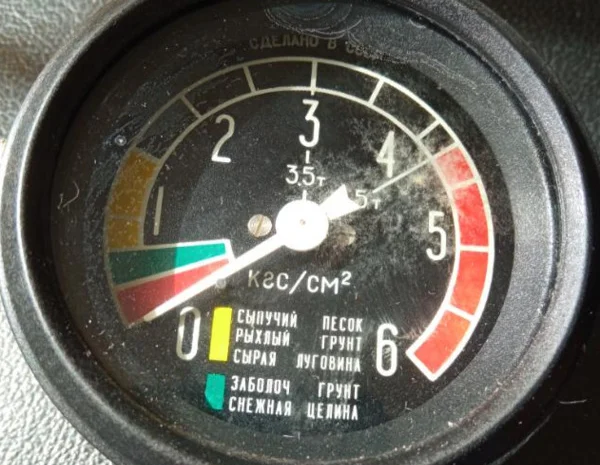 СДЕЛАНО В СССР
0 1 2 3 4 5 6
3.5т
5т
КГС/СМ²
СЫПУЧИЙ ПЕСОК
РЫХЛЫЙ ГРУНТ
СЫРАЯ ЛУГОВИНА
ЗАБОЛОЧ ГРУНТ
СНЕЖНАЯ ЦЕЛИНА